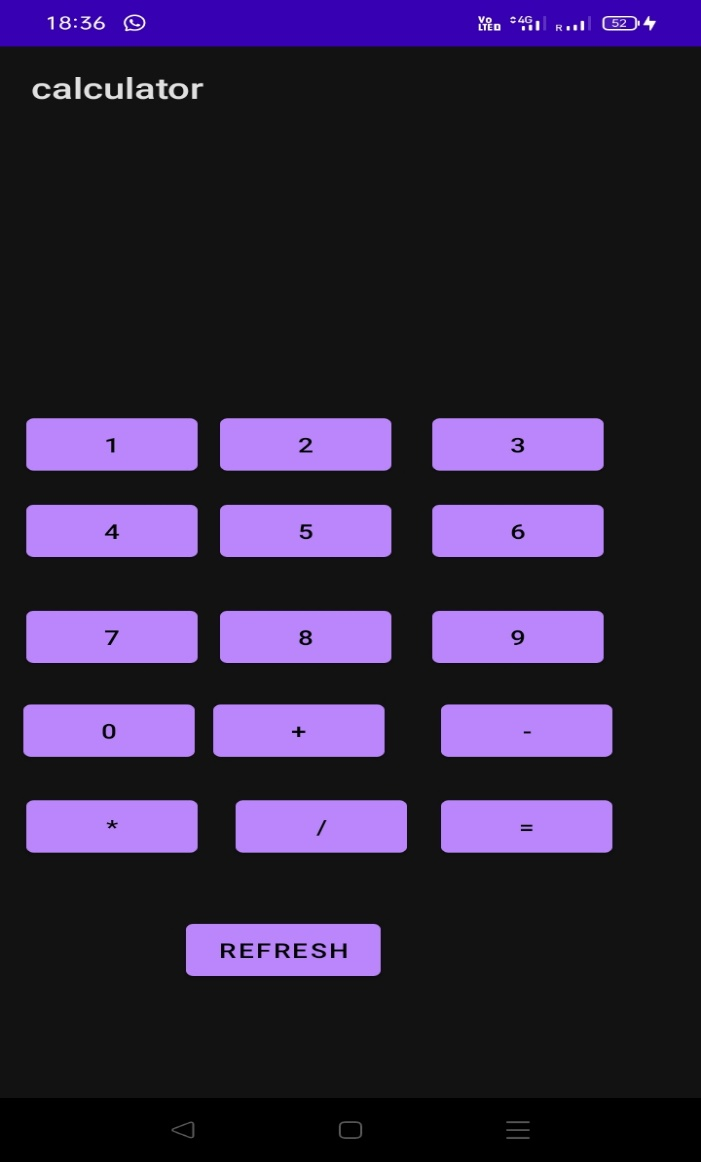 18:36 Vo LTE 4G R 52
calculator
1 2 3
4 5 6
7 8 9
0 + -
* / =
REFRESH